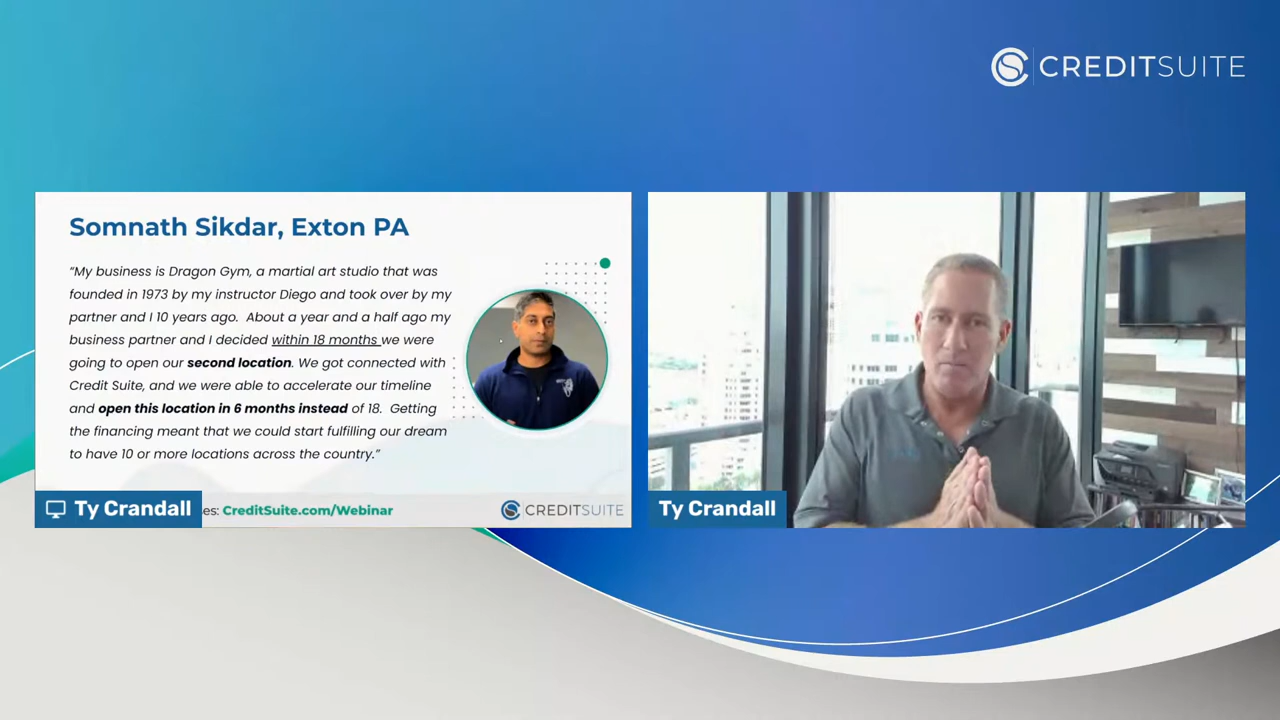 CREDITSUITE
Somnath Sikdar, Exton PA
“My business is Dragon Gym, a martial art studio that was
founded in 1973 by my instructor Diego and took over by my
partner and I 10 years ago. About a year and a half ago my
business partner and I decided within 18 months we were
going to open our second location. We got connected with
Credit Suite, and we were able to accelerate our timeline
and open this location in 6 months instead of 18. Getting
the financing meant that we could start fulfilling our dream
to have 10 or more locations across the country.”
Ty Crandall
CreditSuite.com/Webinar
CREDITSUITE
Ty Crandall